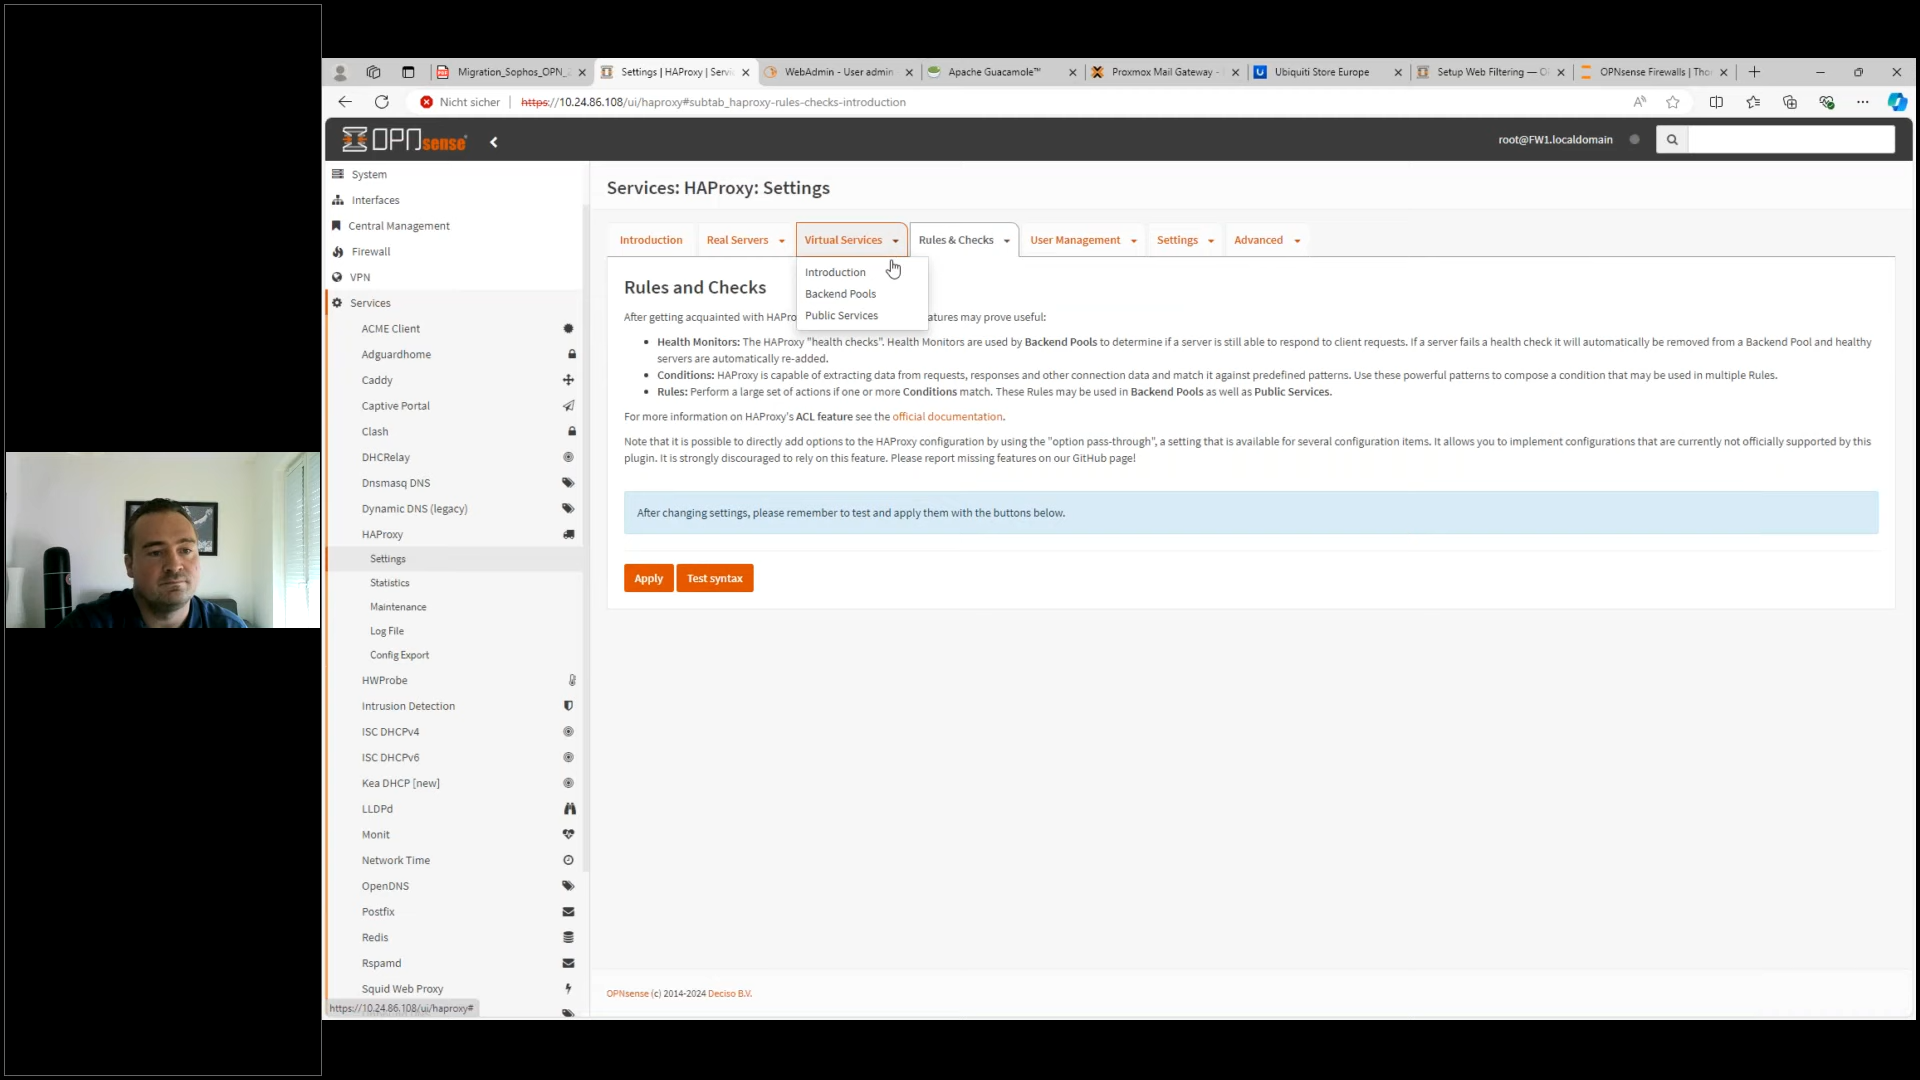 Migration_Sophos_OPN_
Settings | HAProxy | Servic
WebAdmin - User admin
Apache Guacamole™
Proxmox Mail Gateway -
Ubiquiti Store Europe
Setup Web Filtering —
OPNsense Firewalls | Tho
Nicht sicher
https://10.24.86.108/ui/haproxy#subtab_haproxy-rules-checks-introduction
OPNsense
root@FW1.localdomain
System
Interfaces
Central Management
Firewall
VPN
Services
ACME Client
Adguardhome
Caddy
Captive Portal
Clash
DHCRelay
Dnsmasq DNS
Dynamic DNS (legacy)
HAProxy
Settings
Statistics
Maintenance
Log File
Config Export
HWProbe
Intrusion Detection
ISC DHCPv4
ISC DHCPv6
Kea DHCP [new]
LLDPd
Monit
Network Time
OpenDNS
Postfix
Redis
Rspamd
Squid Web Proxy
https://10.24.86.108/ui/haproxy#
Services: HAProxy: Settings
Introduction
Real Servers
Virtual Services
Rules & Checks
User Management
Settings
Advanced
Introduction
Backend Pools
Public Services
Rules and Checks
After getting acquainted with HAPro atures may prove useful:
Health Monitors: The HAProxy "health checks". Health Monitors are used by Backend Pools to determine if a server is still able to respond to client requests. If a server fails a health check it will automatically be removed from a Backend Pool and healthy
servers are automatically re-added.
Conditions: HAProxy is capable of extracting data from requests, responses and other connection data and match it against predefined patterns. Use these powerful patterns to compose a condition that may be used in multiple Rules.
Rules: Perform a large set of actions if one or more Conditions match. These Rules may be used in Backend Pools as well as Public Services.
For more information on HAProxy's ACL feature see the official documentation.
Note that it is possible to directly add options to the HAProxy configuration by using the "option pass-through", a setting that is available for several configuration items. It allows you to implement configurations that are currently not officially supported by this
plugin. It is strongly discouraged to rely on this feature. Please report missing features on our GitHub page!
After changing settings, please remember to test and apply them with the buttons below.
Apply
Test syntax
OPNsense (c) 2014-2024 Deciso B.V.